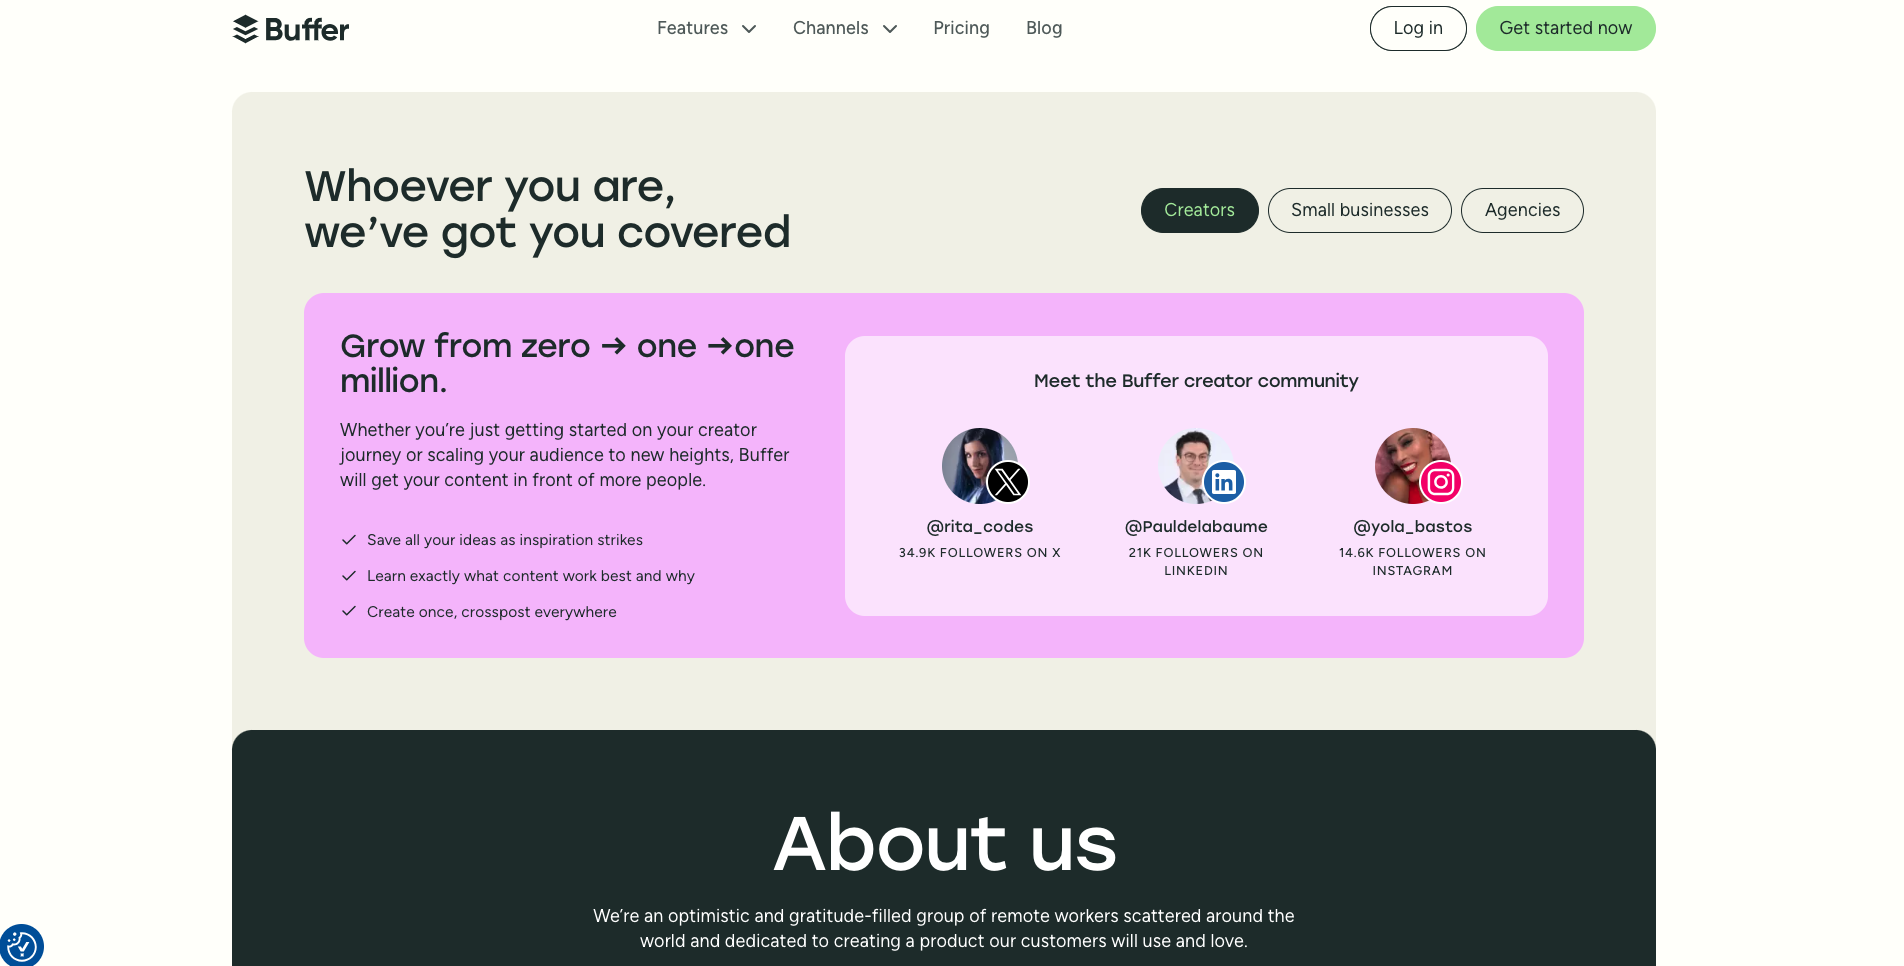 Buffer
Features
Channels
Pricing
Blog
Log in
Get started now
Whoever you are,
we’ve got you covered
Creators
Small businesses
Agencies
Grow from zero → one →one
million.
Whether you’re just getting started on your creator
journey or scaling your audience to new heights, Buffer
will get your content in front of more people.
Save all your ideas as inspiration strikes
Learn exactly what content work best and why
Create once, crosspost everywhere
Meet the Buffer creator community
@rita_codes
34.9K FOLLOWERS ON X
@Pauldelabaume
21K FOLLOWERS ON
LINKEDIN
@yola_bastos
14.6K FOLLOWERS ON
INSTAGRAM
About us
We’re an optimistic and gratitude-filled group of remote workers scattered around the
world and dedicated to creating a product our customers will use and love.